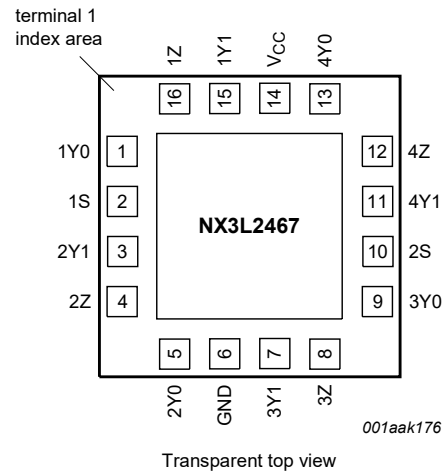 terminal 1
index area
1Z
1Y1
VCC
4Y0
16
15
14
13
1Y0
1
12
4Z
1S
2
11
4Y1
NX3L2467
2Y1
3
10
2S
2Z
4
9
3Y0
5
6
7
8
2Y0
GND
3Y1
3Z
001aak176
Transparent top view